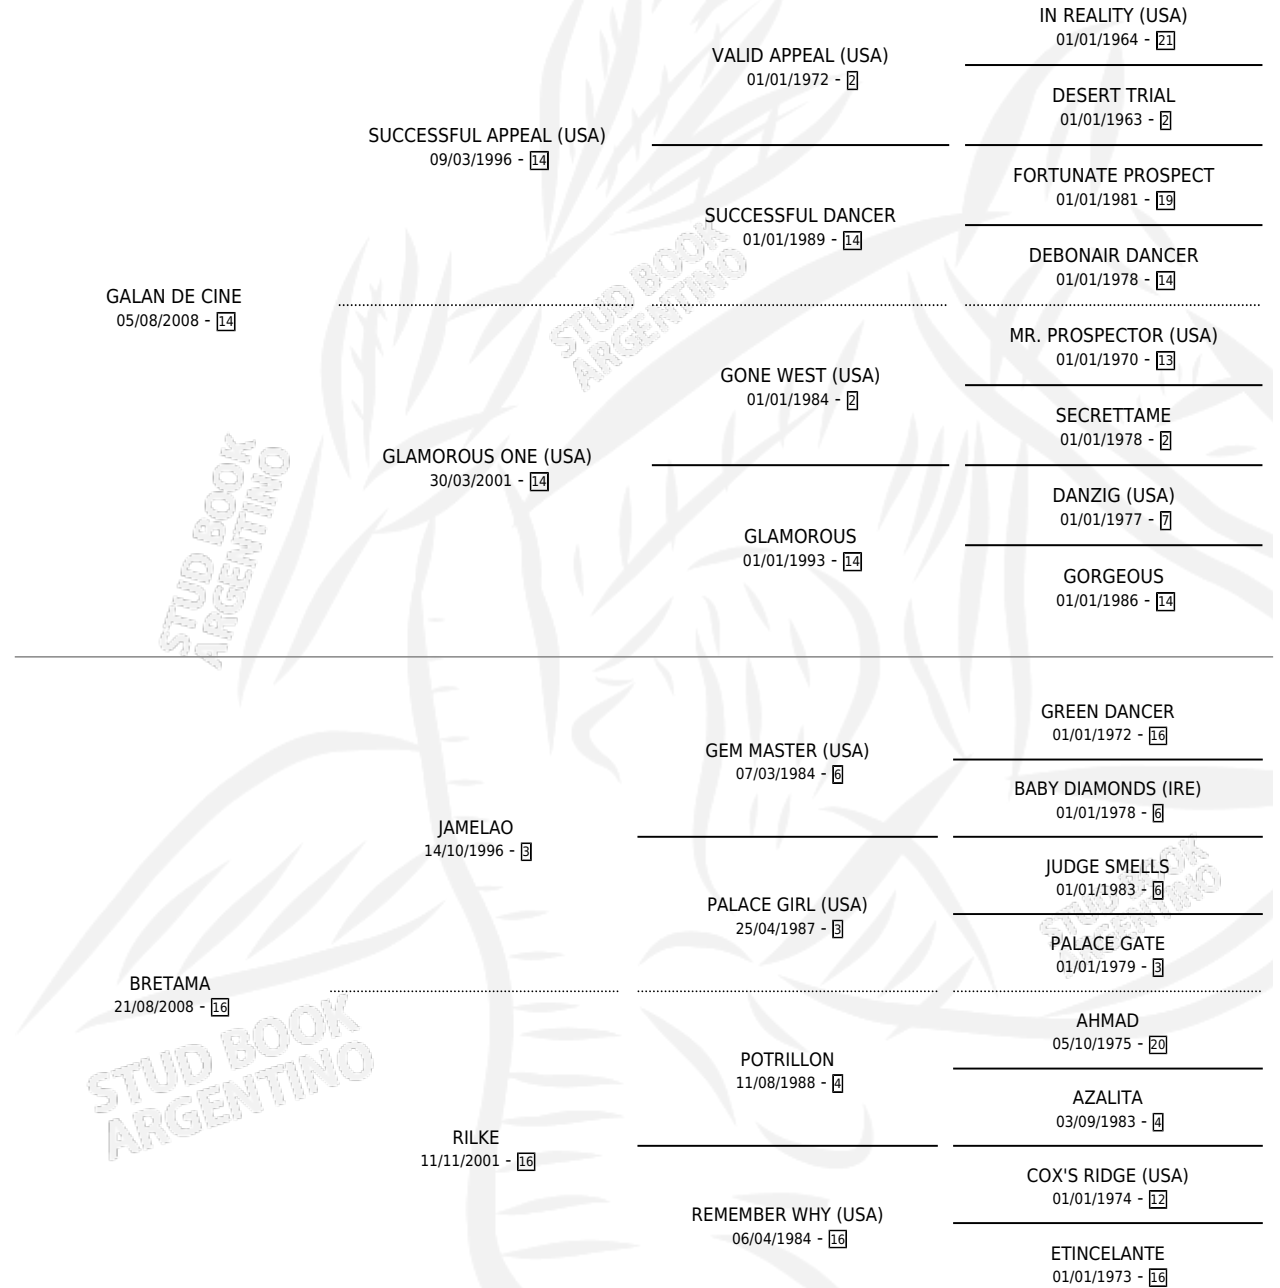 IN REALITY (USA)
01/01/1964 - 21
VALID APPEAL (USA)
01/01/1972 - 2
DESERT TRIAL
01/01/1963 - 2
SUCCESSFUL APPEAL (USA)
09/03/1996 - 14
FORTUNATE PROSPECT
01/01/1981 - 19
SUCCESSFUL DANCER
01/01/1989 - 14
DEBONAIR DANCER
01/01/1978 - 14
GALAN DE CINE
05/08/2008 - 14
STUD BOOK
ARGENTINO
MR. PROSPECTOR (USA)
01/01/1970 - 13
GONE WEST (USA)
01/01/1984 - 2
SECRETTAME
01/01/1978 - 2
GLAMOROUS ONE (USA)
30/03/2001 - 14
DANZIG (USA)
01/01/1977 - 7
GLAMOROUS
01/01/1993 - 14
GORGEOUS
01/01/1986 - 14
STUD BOOK
ARGENTINO
GREEN DANCER
01/01/1972 - 16
GEM MASTER (USA)
07/03/1984 - 6
BABY DIAMONDS (IRE)
01/01/1978 - 6
JAMELAO
14/10/1996 - 3
JUDGE SMELLS
01/01/1983 - 6
PALACE GIRL (USA)
25/04/1987 - 3
PALACE GATE
01/01/1979 - 3
STUD BOOK
ARGENTINO
BRETAMA
21/08/2008 - 16
AHMAD
05/10/1975 - 20
POTRILLON
11/08/1988 - 4
AZALITA
03/09/1983 - 4
STUD BOOK
ARGENTINO
RILKE
11/11/2001 - 16
COX'S RIDGE (USA)
01/01/1974 - 12
REMEMBER WHY (USA)
06/04/1984 - 16
ETINCELANTE
01/01/1973 - 16